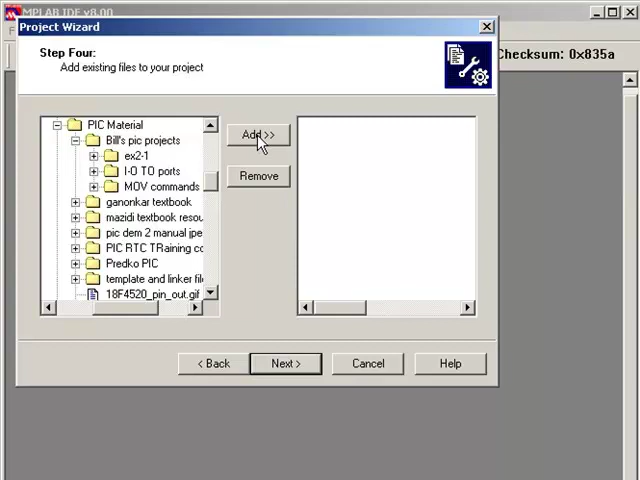 MPLAB IDE v8.00
Project Wizard
Step Four:
Add existing files to your project
Checksum: 0x835a
PIC Material
Bill's pic projects
ex2-1
I-O TO ports
MOV commands
ganonkar textbook
mazidi textbook resou
pic dem 2 manual jpe
PIC RTC TRaining cc
Predko PIC
template and linker file
18F4520_pin_out.gif
Add >>
Remove
< Back
Next >
Cancel
Help